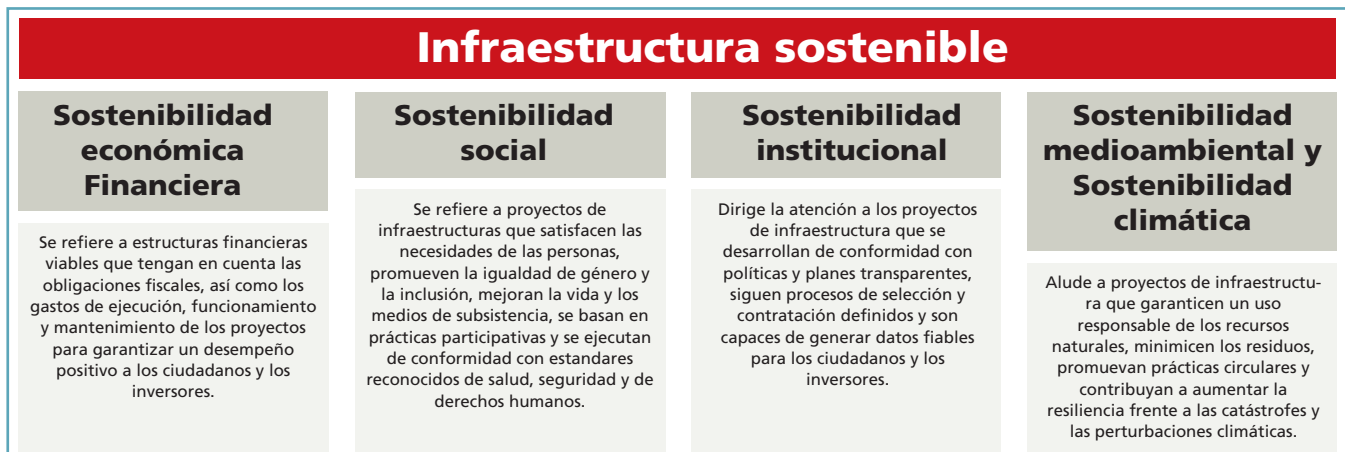 Infraestructura sostenible
Sostenibilidad
económica
Financiera
Se refiere a estructuras financieras
viables que tengan en cuenta las
obligaciones fiscales, así como los
gastos de ejecución, funcionamiento
y mantenimiento de los proyectos
para garantizar un desempeño
positivo a los ciudadanos y los
inversores.
Sostenibilidad
social
Se refiere a proyectos de
infraestructuras que satisfacen las
necesidades de las personas,
promueven la igualdad de género y
la inclusión, mejoran la vida y los
medios de subsistencia, se basan en
prácticas participativas y se ejecutan
de conformidad con estandares
reconocidos de salud, seguridad y de
derechos humanos.
Sostenibilidad
institucional
Dirige la atención a los proyectos
de infraestructura que se
desarrollan de conformidad con
políticas y planes transparentes,
siguen procesos de selección y
contratación definidos y son
capaces de generar datos fiables
para los ciudadanos y los
inversores.
Sostenibilidad
medioambiental y
Sostenibilidad
climática
Alude a proyectos de infraestructu-
ra que garanticen un uso
responsable de los recursos
naturales, minimicen los residuos,
promuevan prácticas circulares y
contribuyan a aumentar la
resiliencia frente a las catástrofes y
las perturbaciones climáticas.